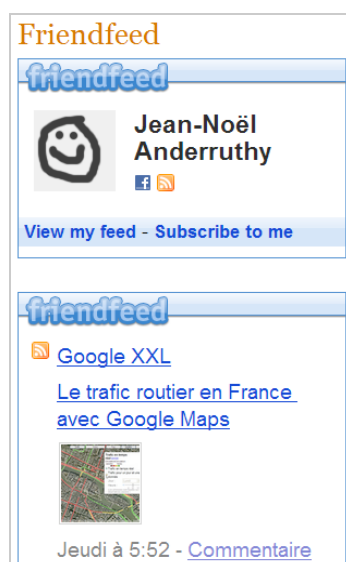 Friendfeed
friendfeed
Jean-Noël
Anderruthy
View my feed - Subscribe to me
friendfeed
Google XXL
Le trafic routier en France
avec Google Maps
Jeudi à 5:52 - Commentaire